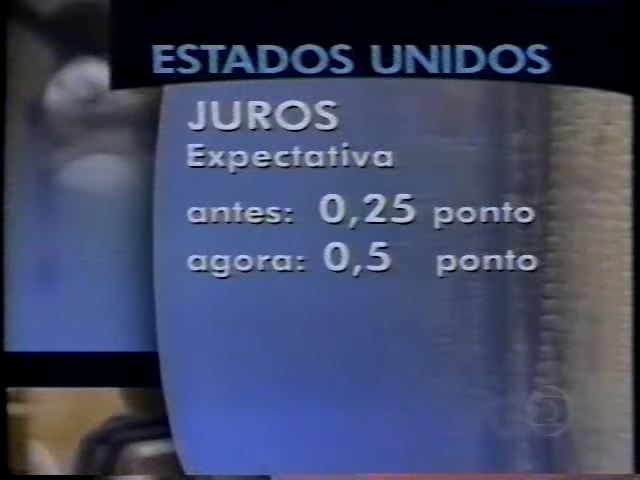 ESTADOS UNIDOS
JUROS
Expectativa
antes: 0,25 ponto
agora: 0,5 ponto